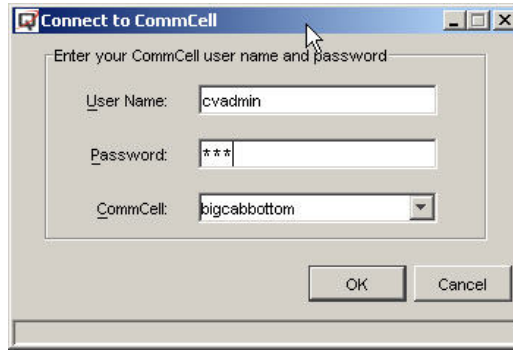 Connect to CommCell
Enter your CommCell user name and password
User Name: cvadmin
Password: ***
CommCell: bigcabbottom
OK Cancel